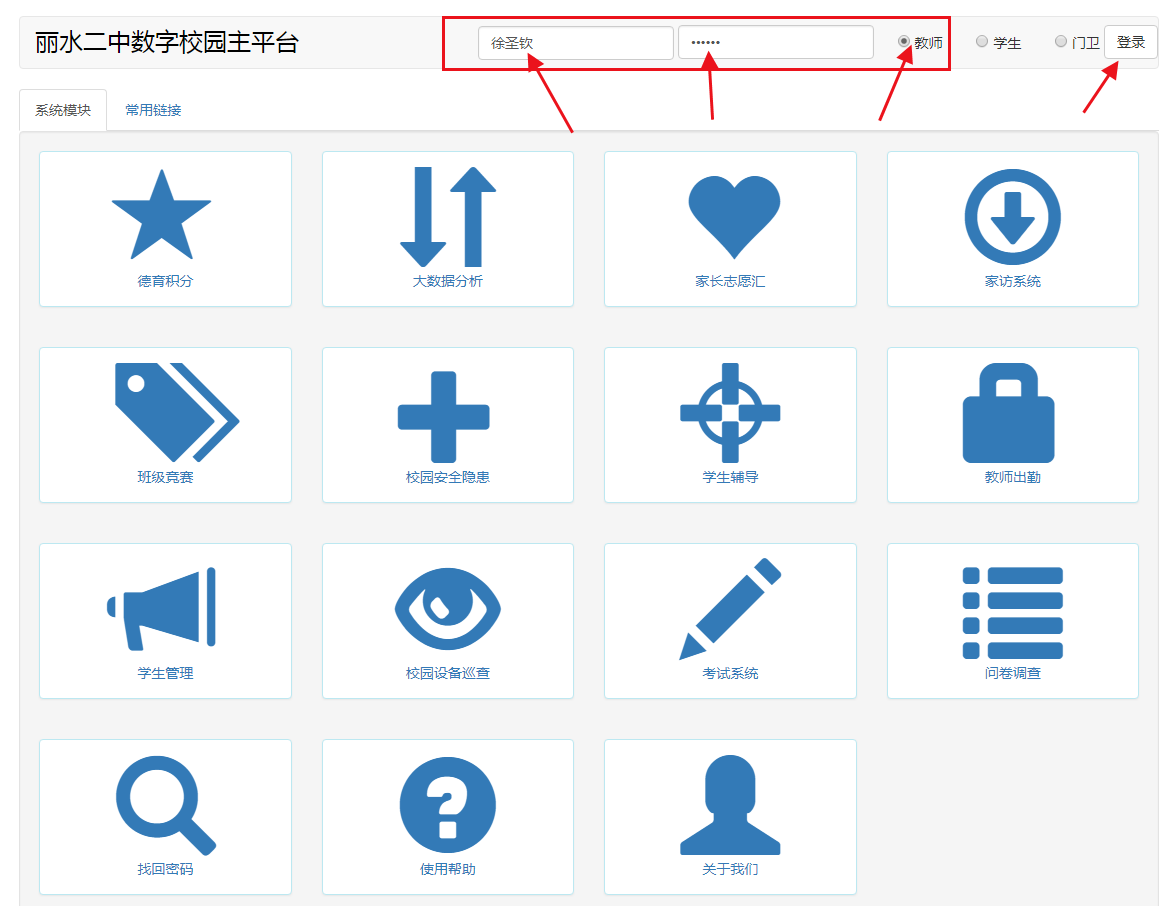 丽水二中数字校园主平台
徐圣钦 •••••• 教师 学生 门卫 登录
系统模块 常用链接
德育积分 大数据分析 家长志愿汇 家访系统
班级竞赛 校园安全隐患 学生辅导 教师出勤
学生管理 校园设备巡查 考试系统 问卷调查
找回密码 使用帮助 关于我们